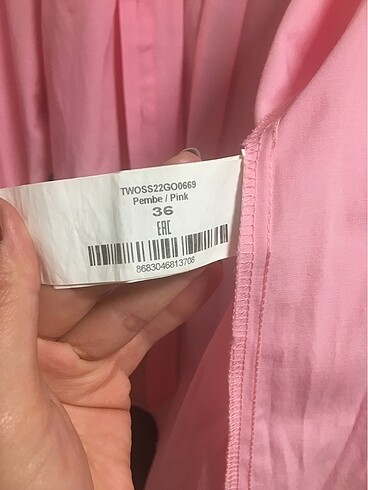 TWOSS22GO0669
Pembe / Pink
36
EAC
8683046813708